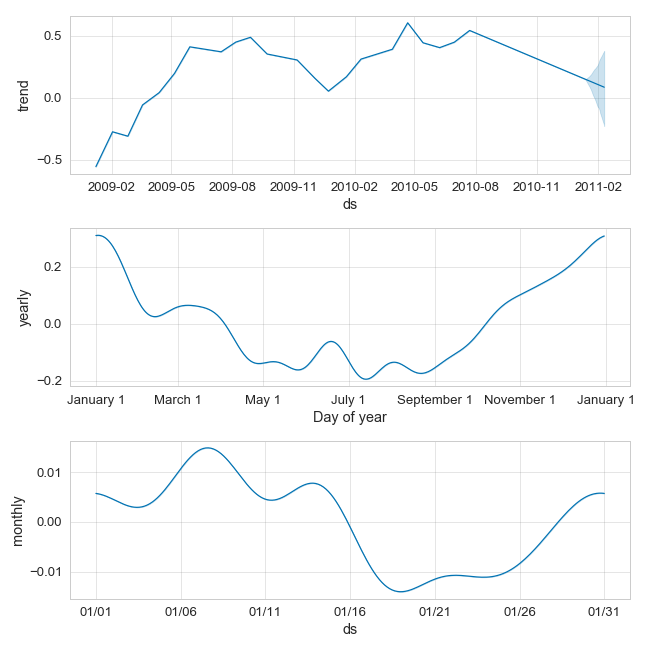 0.5
0.0
−0.5
trend
2009-02 2009-05 2009-08 2009-11 2010-02 2010-05 2010-08 2010-11 2011-02
ds
0.2
0.0
−0.2
yearly
January 1 March 1 May 1 July 1 September 1 November 1 January 1
Day of year
0.01
0.00
−0.01
monthly
01/01 01/06 01/11 01/16 01/21 01/26 01/31
ds